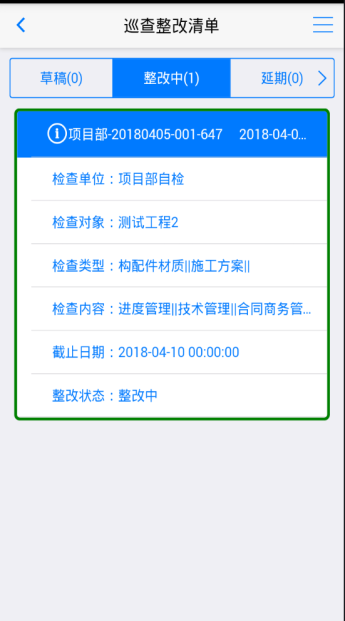 巡查整改清单
草稿(0) 整改中(1) 延期(0)
项目部-20180405-001-647 2018-04-0...
检查单位：项目部自检
检查对象：测试工程2
检查类型：构配件材质||施工方案||
检查内容：进度管理||技术管理||合同商务管...
截止日期：2018-04-10 00:00:00
整改状态：整改中